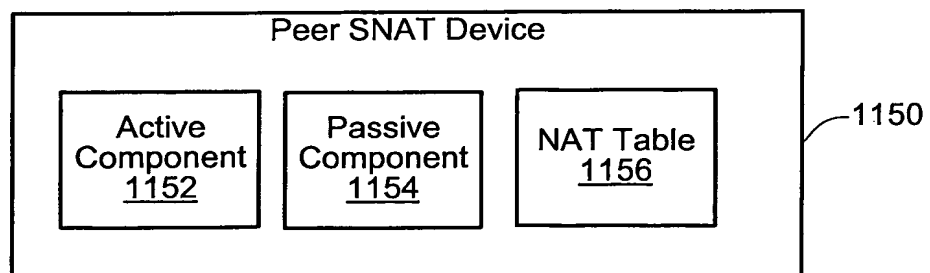 Peer SNAT Device
Active
Component
1152
Passive
Component
1154
NAT Table
1156
1150